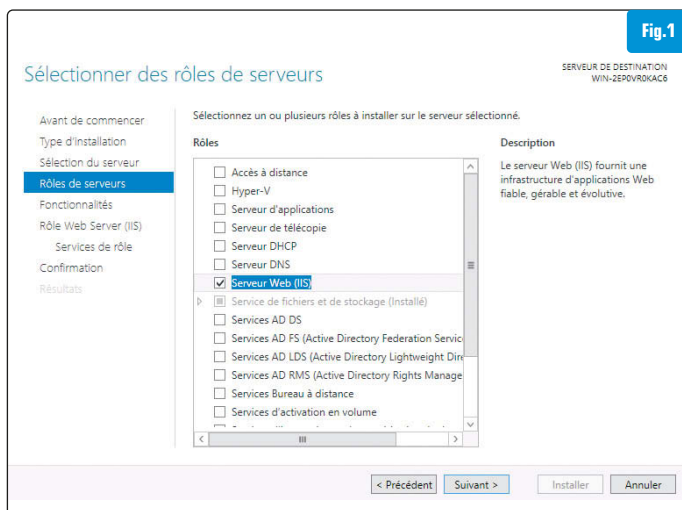 Fig.1
Sélectionner des rôles de serveurs
SERVEUR DE DESTINATION
WIN-2EP0VR0KAC6
Avant de commencer
Type d'installation
Sélection du serveur
Rôles de serveurs
Fonctionnalités
Rôle Web Server (IIS)
Services de rôle
Confirmation
Résultats
Sélectionnez un ou plusieurs rôles à installer sur le serveur sélectionné.
Rôles
Accès à distance
Hyper-V
Serveur d'applications
Serveur de télécopie
Serveur DHCP
Serveur DNS
Serveur Web (IIS)
Service de fichiers et de stockage (Installé)
Services AD DS
Services AD FS (Active Directory Federation Servic
Services AD LDS (Active Directory Lightweight Dire
Services AD RMS (Active Directory Rights Manage
Services Bureau à distance
Services d'activation en volume
Description
Le serveur Web (IIS) fournit une
infrastructure d'applications Web
fiable, gérable et évolutive.
< Précédent
Suivant >
Installer
Annuler